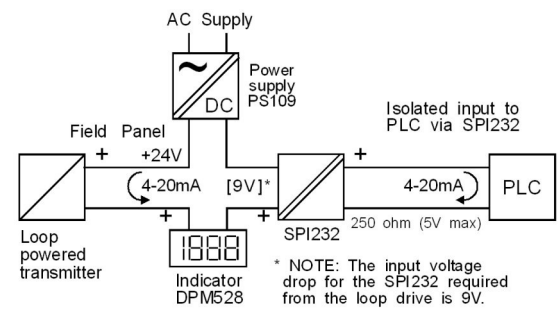 AC Supply
~
DC
Power
supply
PS109
Isolated input to
PLC via SPI232
Field Panel
+ +24V
4-20mA
[9V]*
+
4-20mA
PLC
+
+
250 ohm (5V max)
SPI232
Loop
powered
transmitter
1888
Indicator
DPM528
* NOTE: The input voltage
drop for the SPI232 required
from the loop drive is 9V.